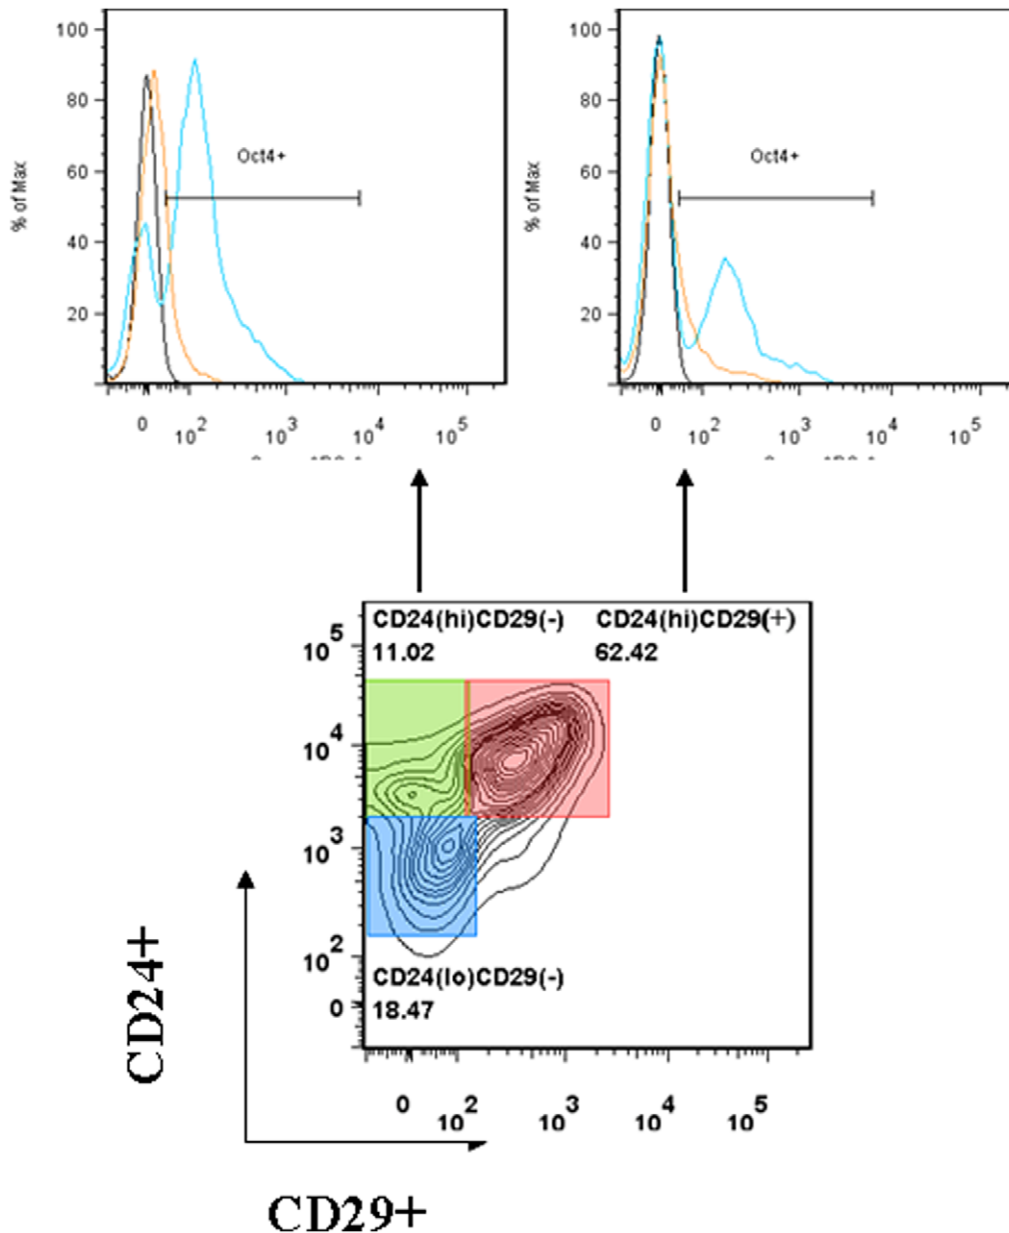 100
80
60
40
20
% of Max
Oct4+
0 10^2 10^3 10^4 10^5
100
80
60
40
20
% of Max
Oct4+
0 10^2 10^3 10^4 10^5
CD24(hi)CD29(-)
11.02
CD24(hi)CD29(+)
62.42
10^5
10^4
10^3
10^2
0
CD24(lo)CD29(-)
18.47
0 10^2 10^3 10^4 10^5
CD24+
CD29+